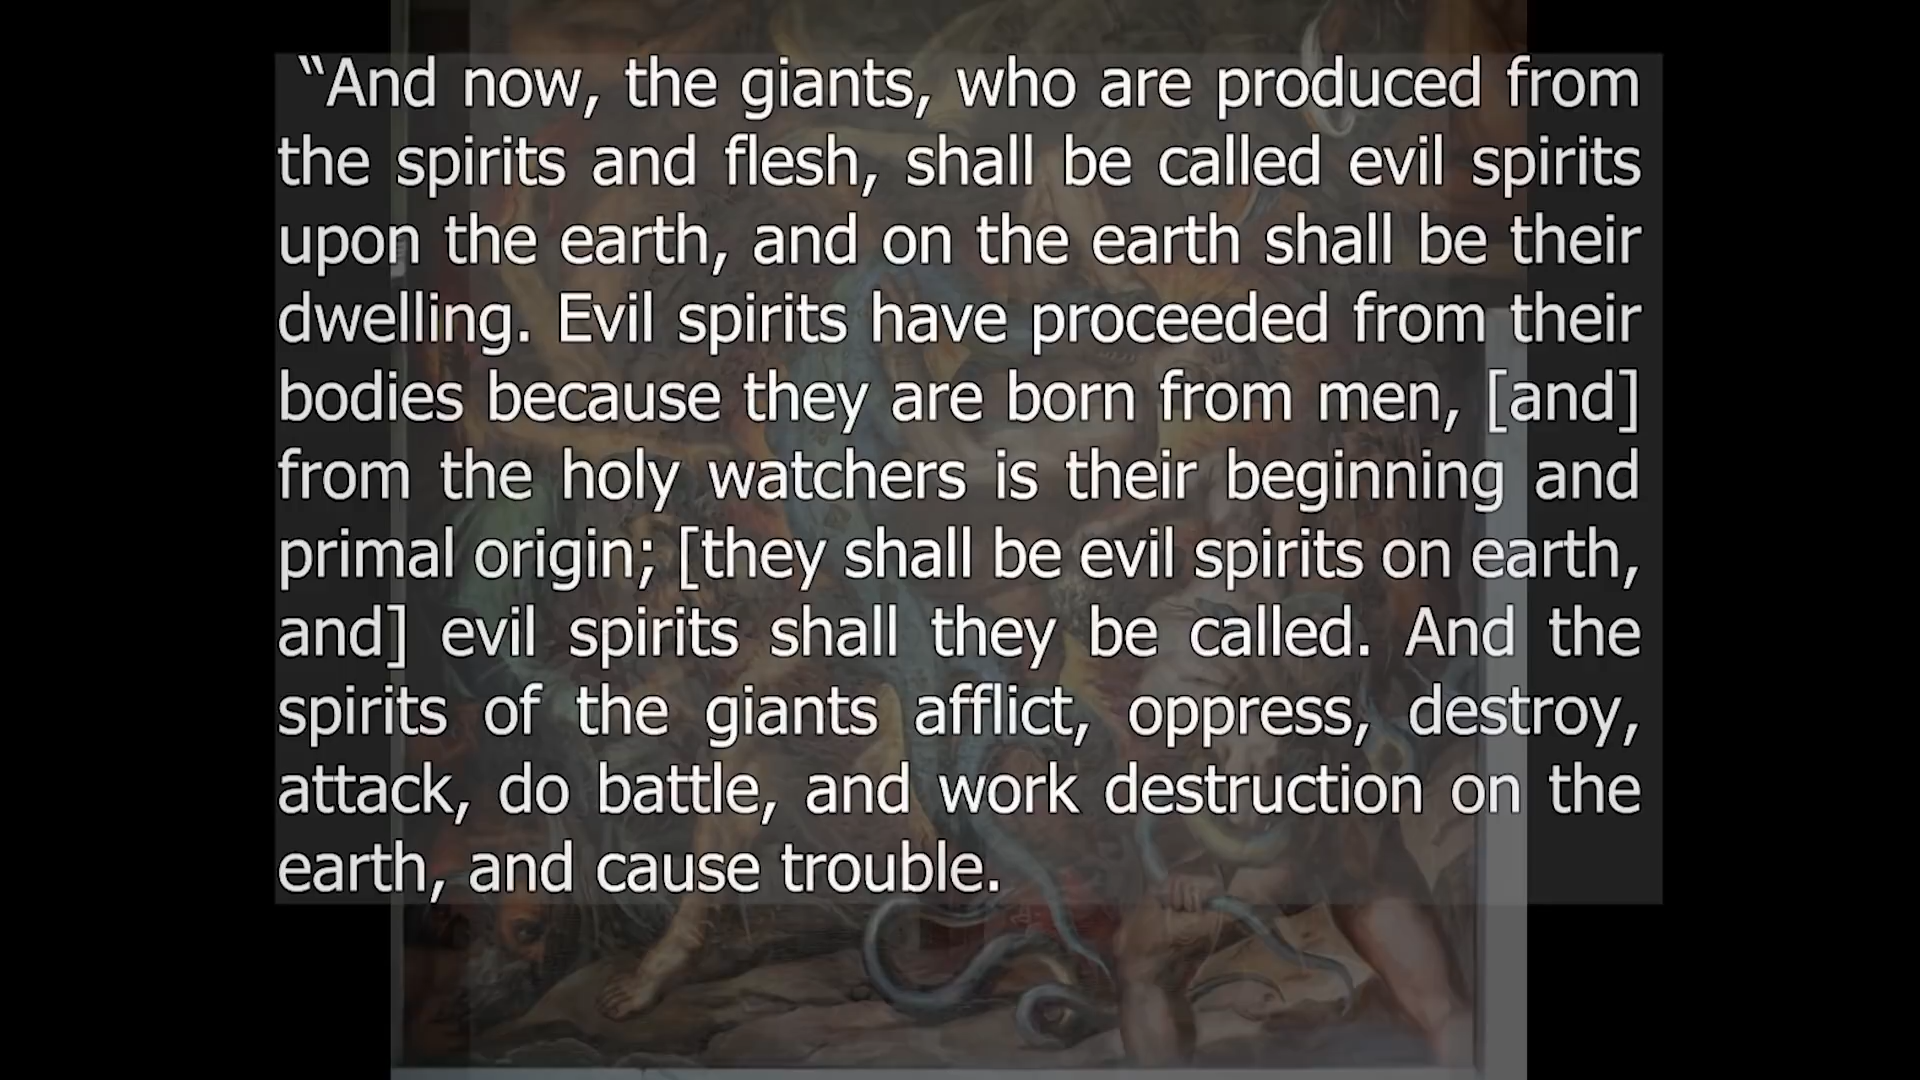 “And now, the giants, who are produced from
the spirits and flesh, shall be called evil spirits
upon the earth, and on the earth shall be their
dwelling. Evil spirits have proceeded from their
bodies because they are born from men, [and]
from the holy watchers is their beginning and
primal origin; [they shall be evil spirits on earth,
and] evil spirits shall they be called. And the
spirits of the giants afflict, oppress, destroy,
attack, do battle, and work destruction on the
earth, and cause trouble.